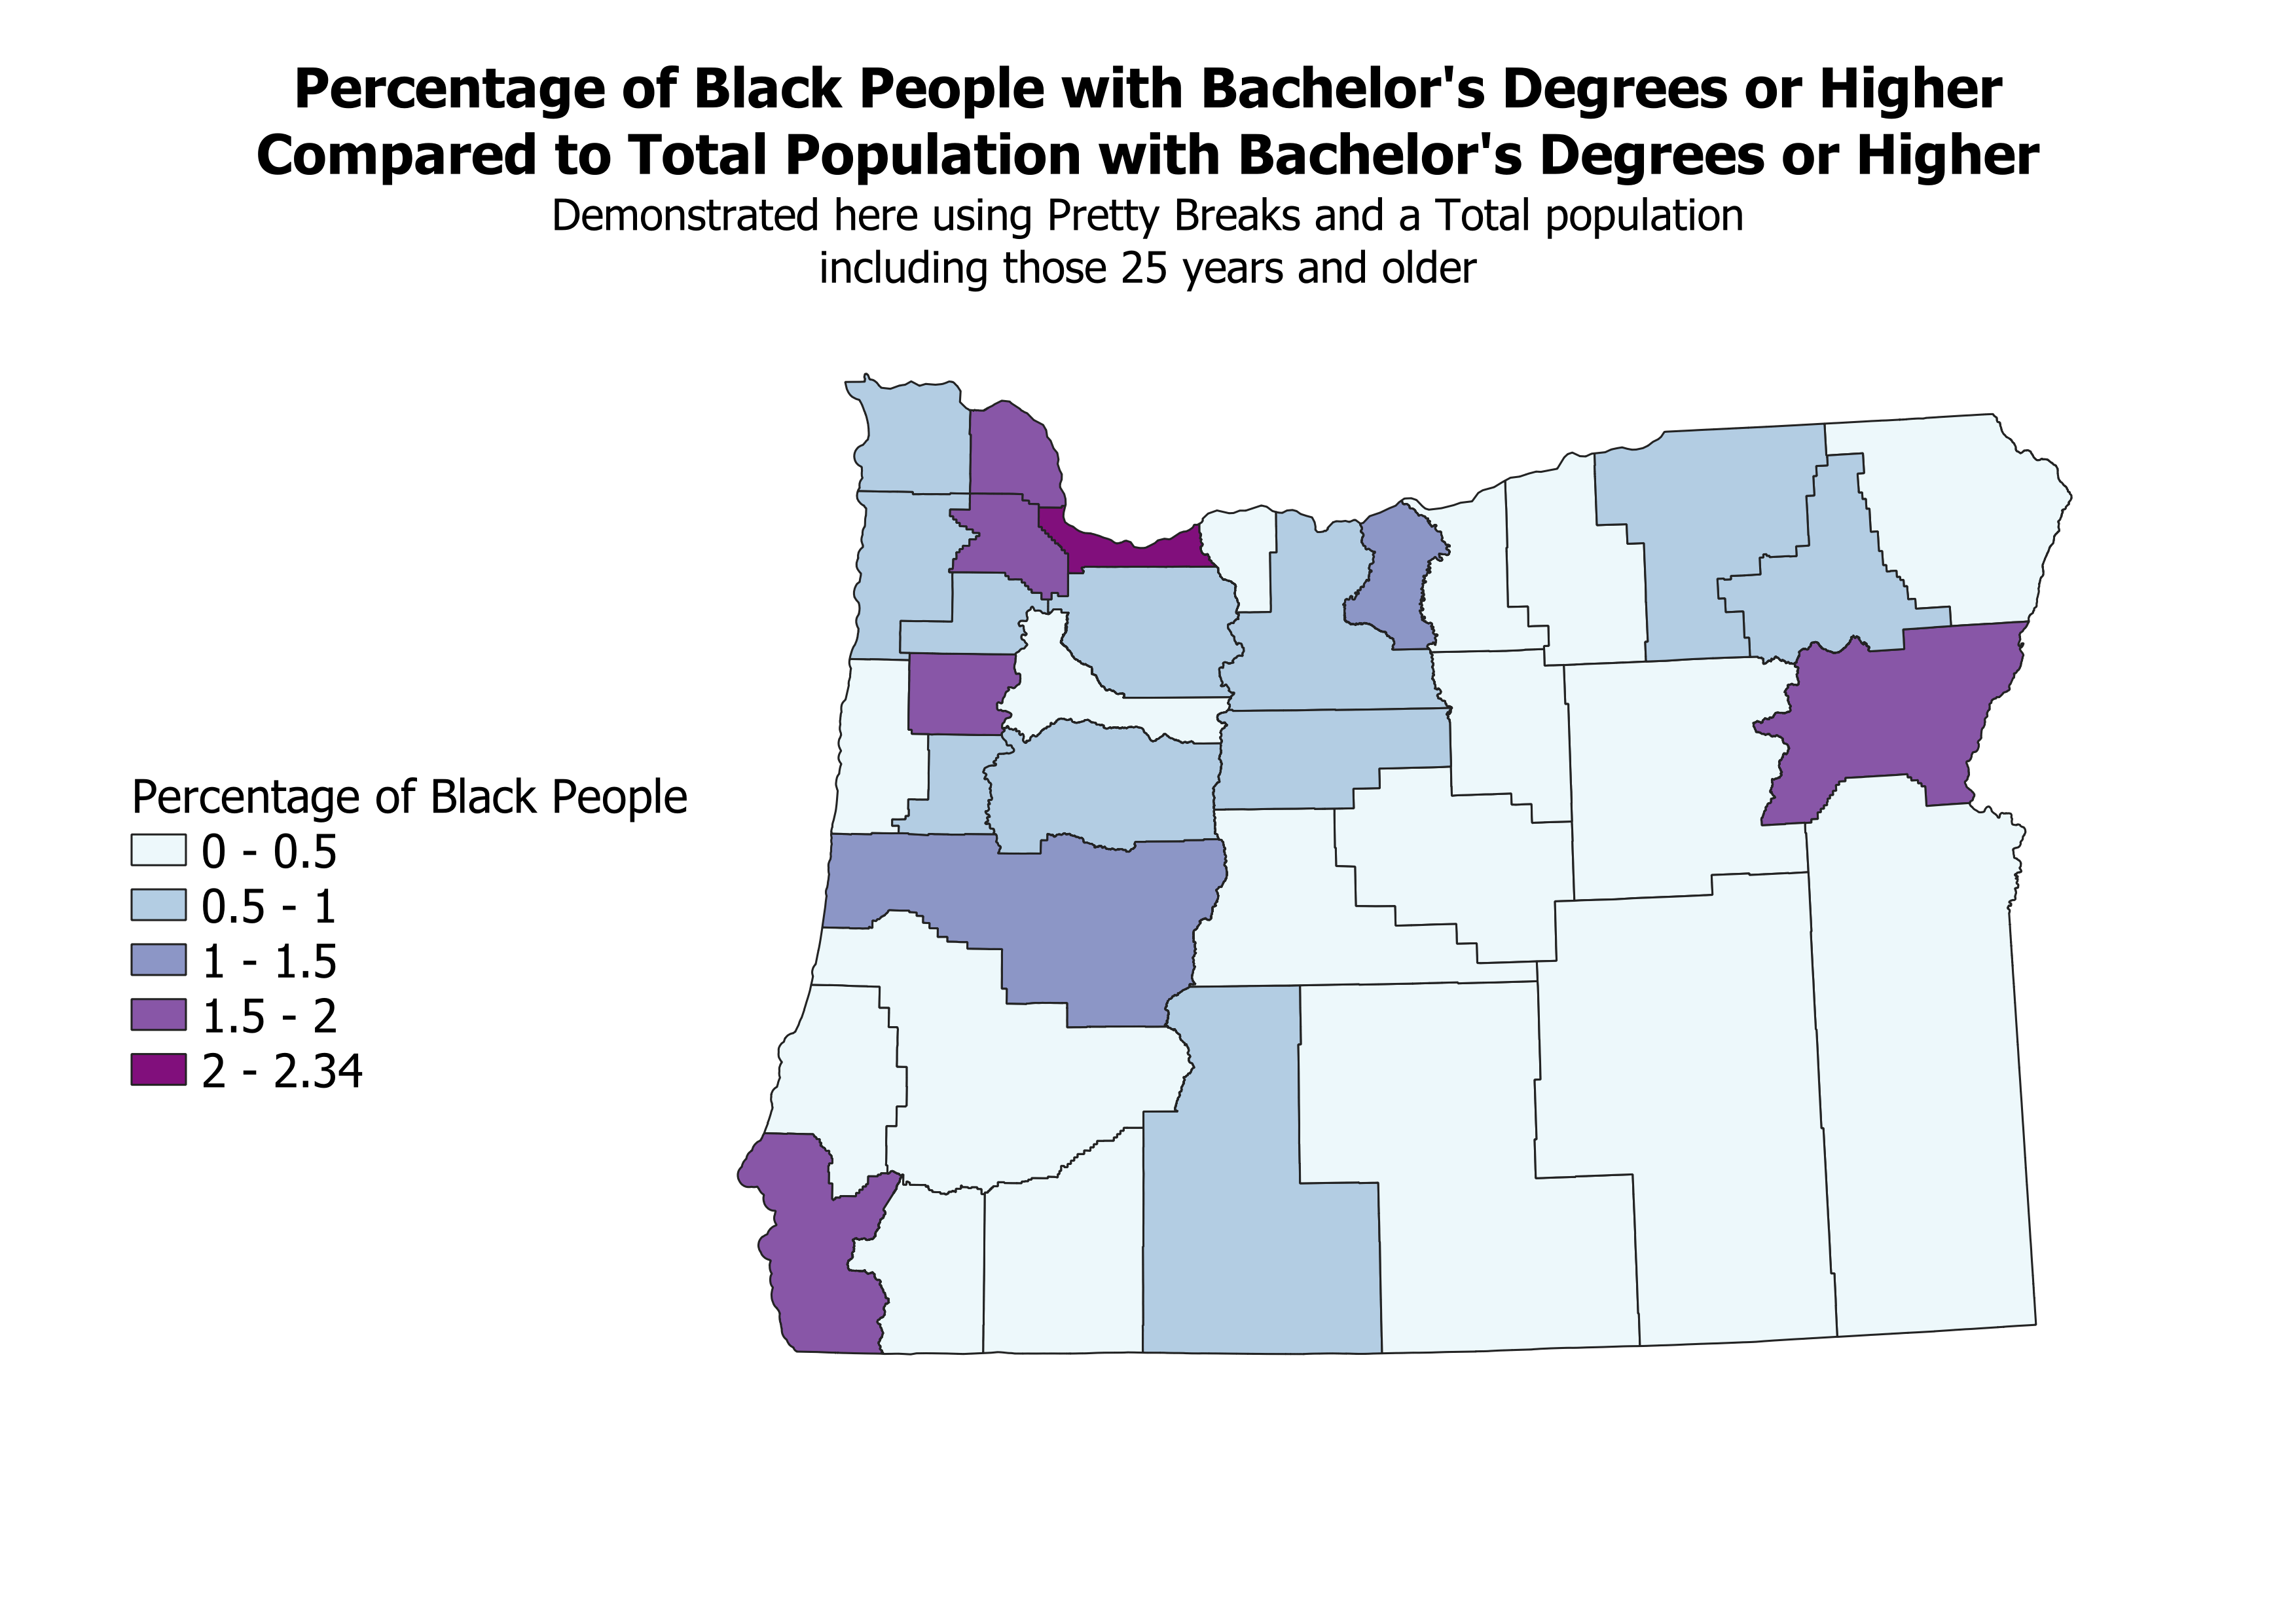 Percentage of Black People with Bachelor's Degrees or Higher
Compared to Total Population with Bachelor's Degrees or Higher
Demonstrated here using Pretty Breaks and a Total population
including those 25 years and older
Percentage of Black People
0 - 0.5
0.5 - 1
1 - 1.5
1.5 - 2
2 - 2.34